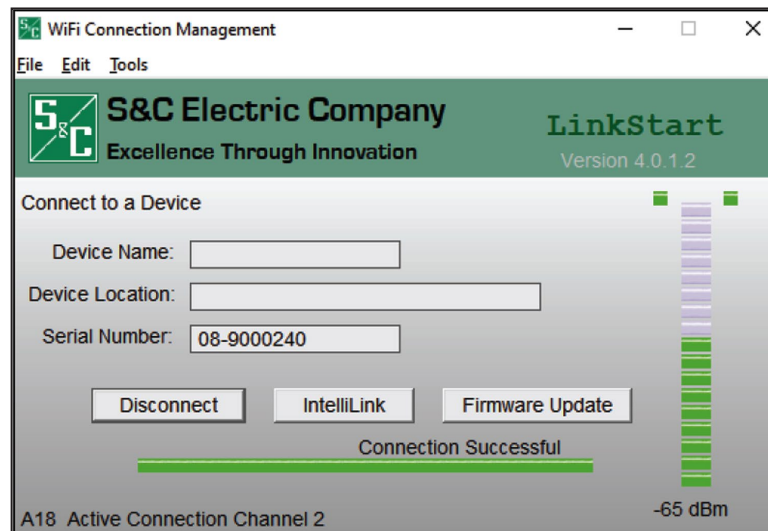 S&C WiFi Connection Management
File Edit Tools
S&C S&C Electric Company
Excellence Through Innovation
LinkStart
Version 4.0.1.2
Connect to a Device
Device Name:
Device Location:
Serial Number: 08-9000240
Disconnect IntelliLink Firmware Update
Connection Successful
A18 Active Connection Channel 2
-65 dBm